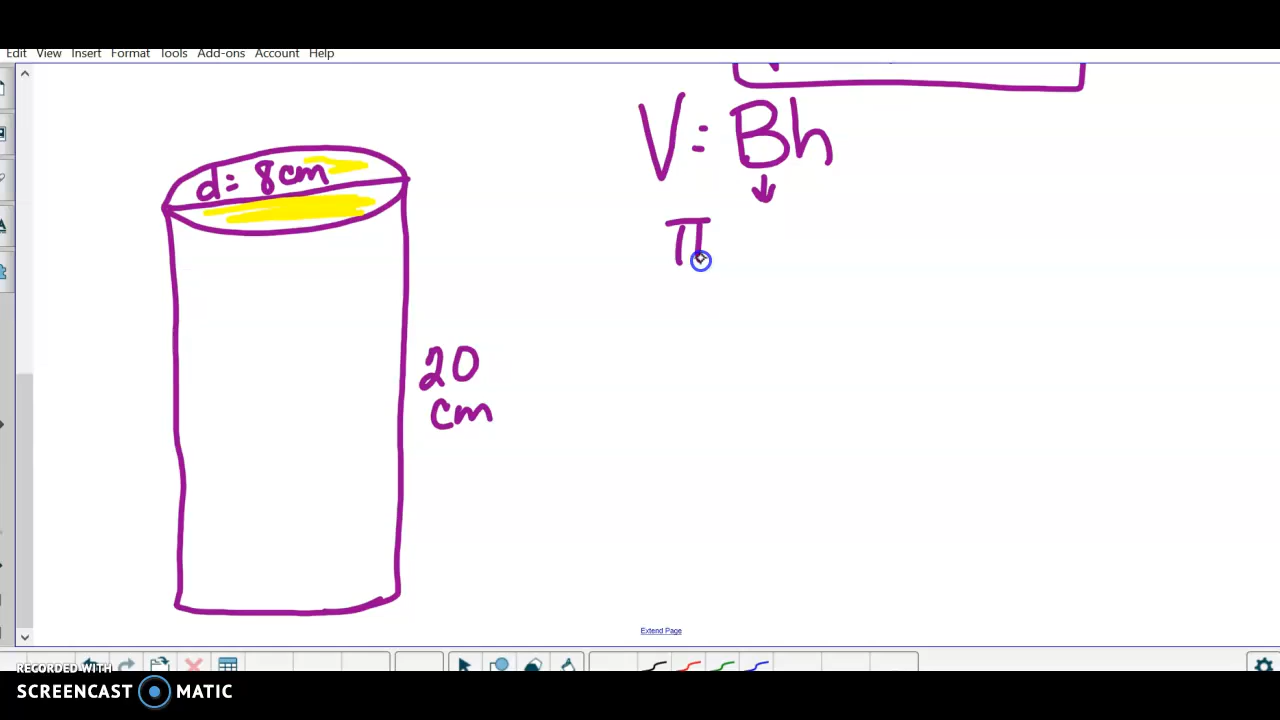 Edit View Insert Format Tools Add-ons Account Help
V = Bh
d = 8cm
π
20
cm
Extend Page
RECORDED WITH
SCREENCAST MATIC